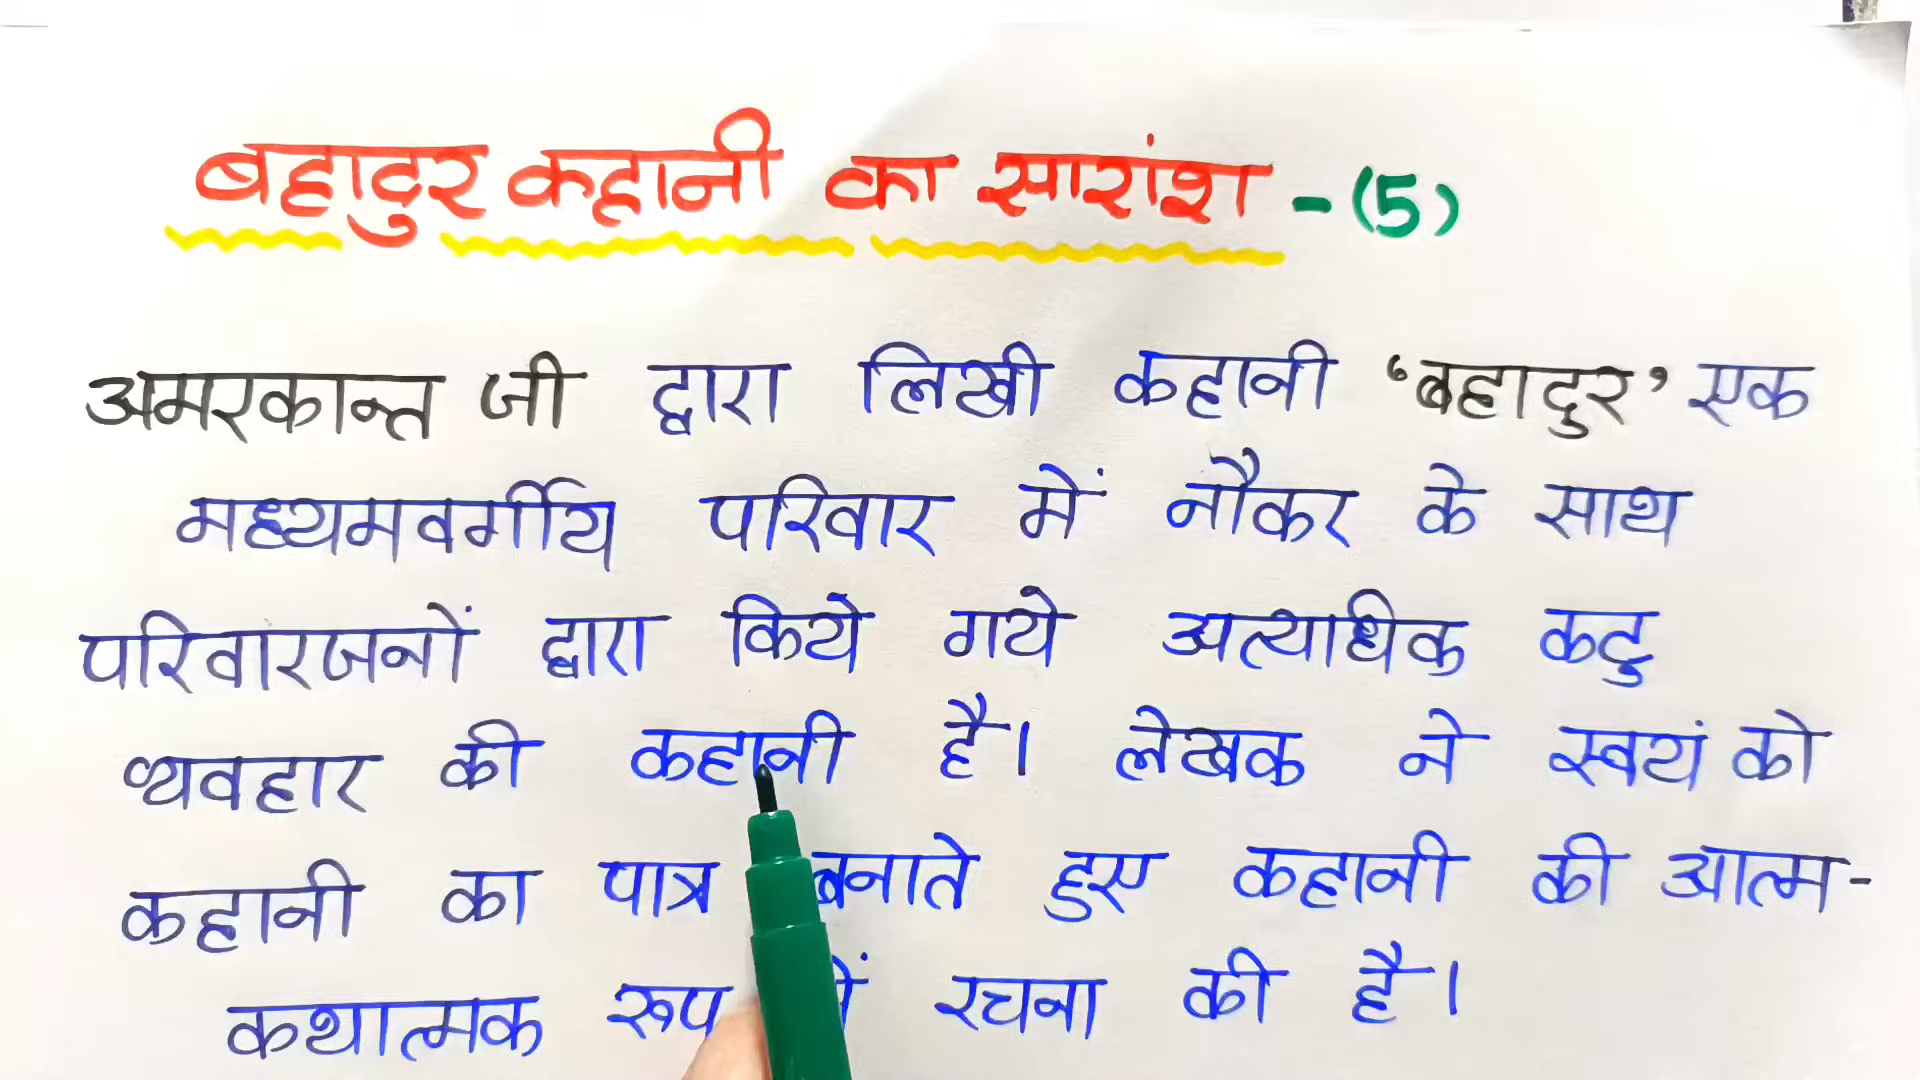 बहादुर कहानी का सारांश - (5)
अमरकान्त जी द्वारा लिखी कहानी ‘बहादुर’ एक
मध्यमवर्गीय परिवार में नौकर के साथ
परिवारजनों द्वारा किये गये अत्यधिक कटु
व्यवहार की कहानी है। लेखक ने स्वयं को
कहानी का पात्र बनाते हुए कहानी की आत्म-
कथात्मक रूप में रचना की है।